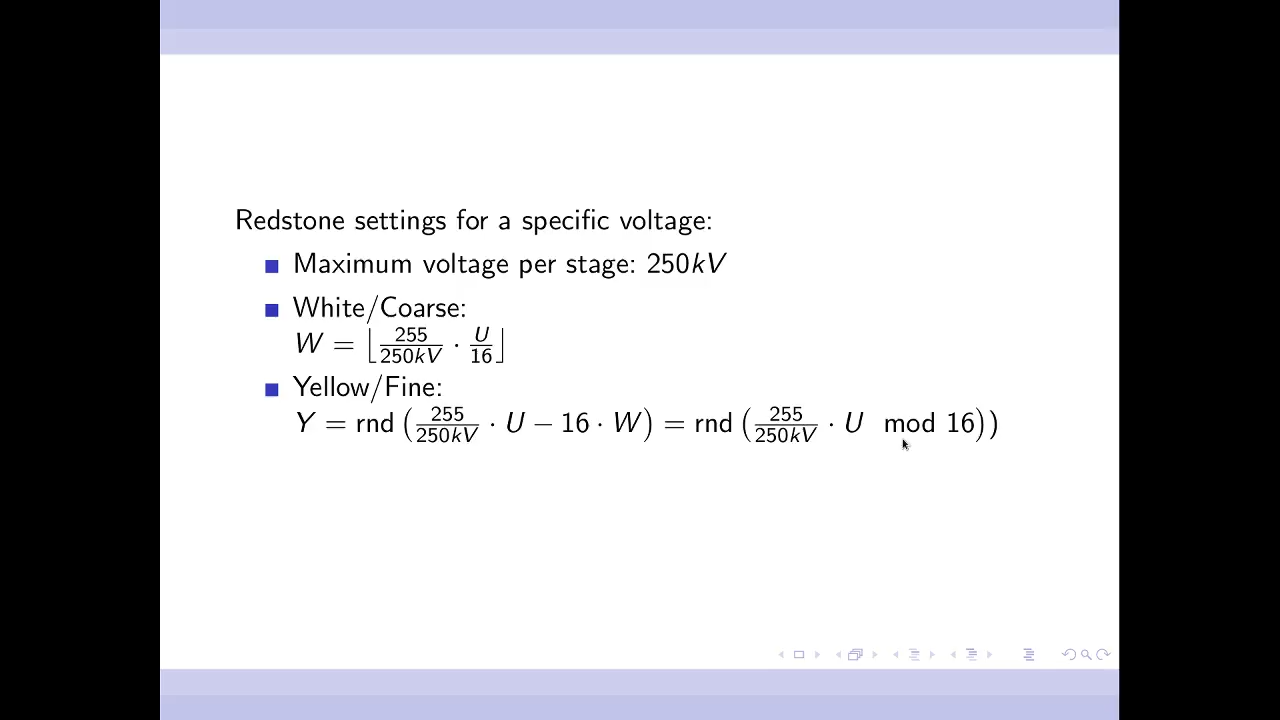 Redstone settings for a specific voltage:
Maximum voltage per stage: 250kV
White/Coarse:
W = ⌊255/250kV · U/16⌋
Yellow/Fine:
Y = rnd (255/250kV · U − 16 · W) = rnd (255/250kV · U mod 16))